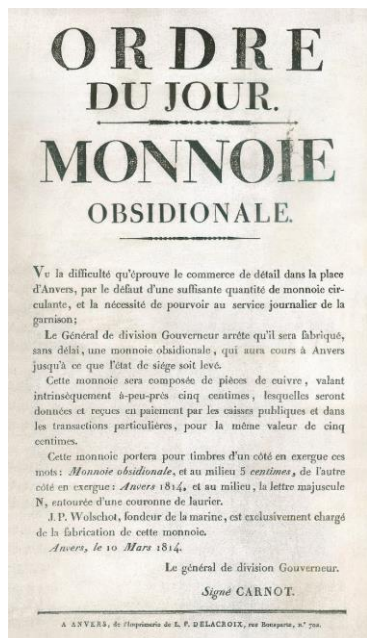 ORDRE
DU JOUR.
MONNOIE
OBSIDIONALE.
Vu la difficulté qu'éprouve le commerce de détail dans la place
d'Anvers, par le défaut d'une suffisante quantité de monnoie cir-
culante, et la nécessité de pourvoir au service journalier de la
garnison;
Le Général de division Gouverneur arrête qu'il sera fabriqué,
sans délai, une monnoie obsidionale, qui aura cours à Anvers
jusqu'à ce que l'état de siége soit levé.
Cette monnoie sera composée de pièces de cuivre, valant
intrinsèquement à-peu-près cinq centimes, lesquelles seront
données et reçues en paiement par les caisses publiques et dans
les transactions particulières, pour la même valeur de cinq
centimes.
Cette monnoie portera pour timbres d'un côté en exergue ces
mots: Monnoie obsidionale, et au milieu 5 centimes, de l'autre
côté en exergue: Anvers 1814, et au milieu, la lettre majuscule
N, entourée d'une couronne de laurier.
J. P. Wolschot, fondeur de la marine, est exclusivement chargé
de la fabrication de cette monnoie.
Anvers, le 10 Mars 1814.
Le général de division Gouverneur.
Signé CARNOT.
A ANVERS, de l'Imprimerie de L. P. DELACROIX, rue Bonaparte, n.°